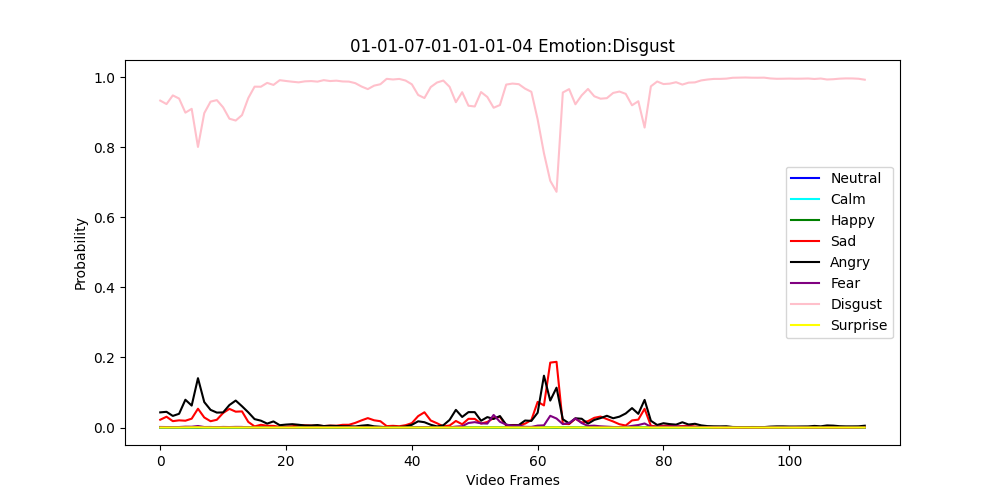 01-01-07-01-01-01-04 Emotion:Disgust
Probability
1.0
0.8
0.6
0.4
0.2
0.0
Neutral
Calm
Happy
Sad
Angry
Fear
Disgust
Surprise
0 20 40 60 80 100
Video Frames